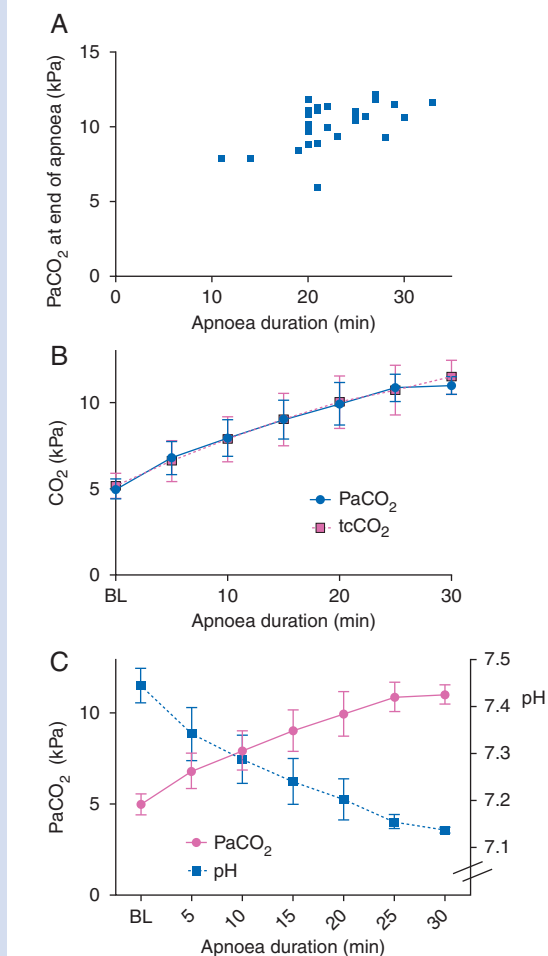 A
PaCO2 at end of apnoea (kPa)
15
10
5
0
0 10 20 30
Apnoea duration (min)
B
CO2 (kPa)
10
5
0
PaCO2
tcCO2
BL 10 20 30
Apnoea duration (min)
C
PaCO2 (kPa)
10
5
0
7.5
7.4
7.3
7.2
7.1
pH
PaCO2
pH
BL 5 10 15 20 25 30
Apnoea duration (min)